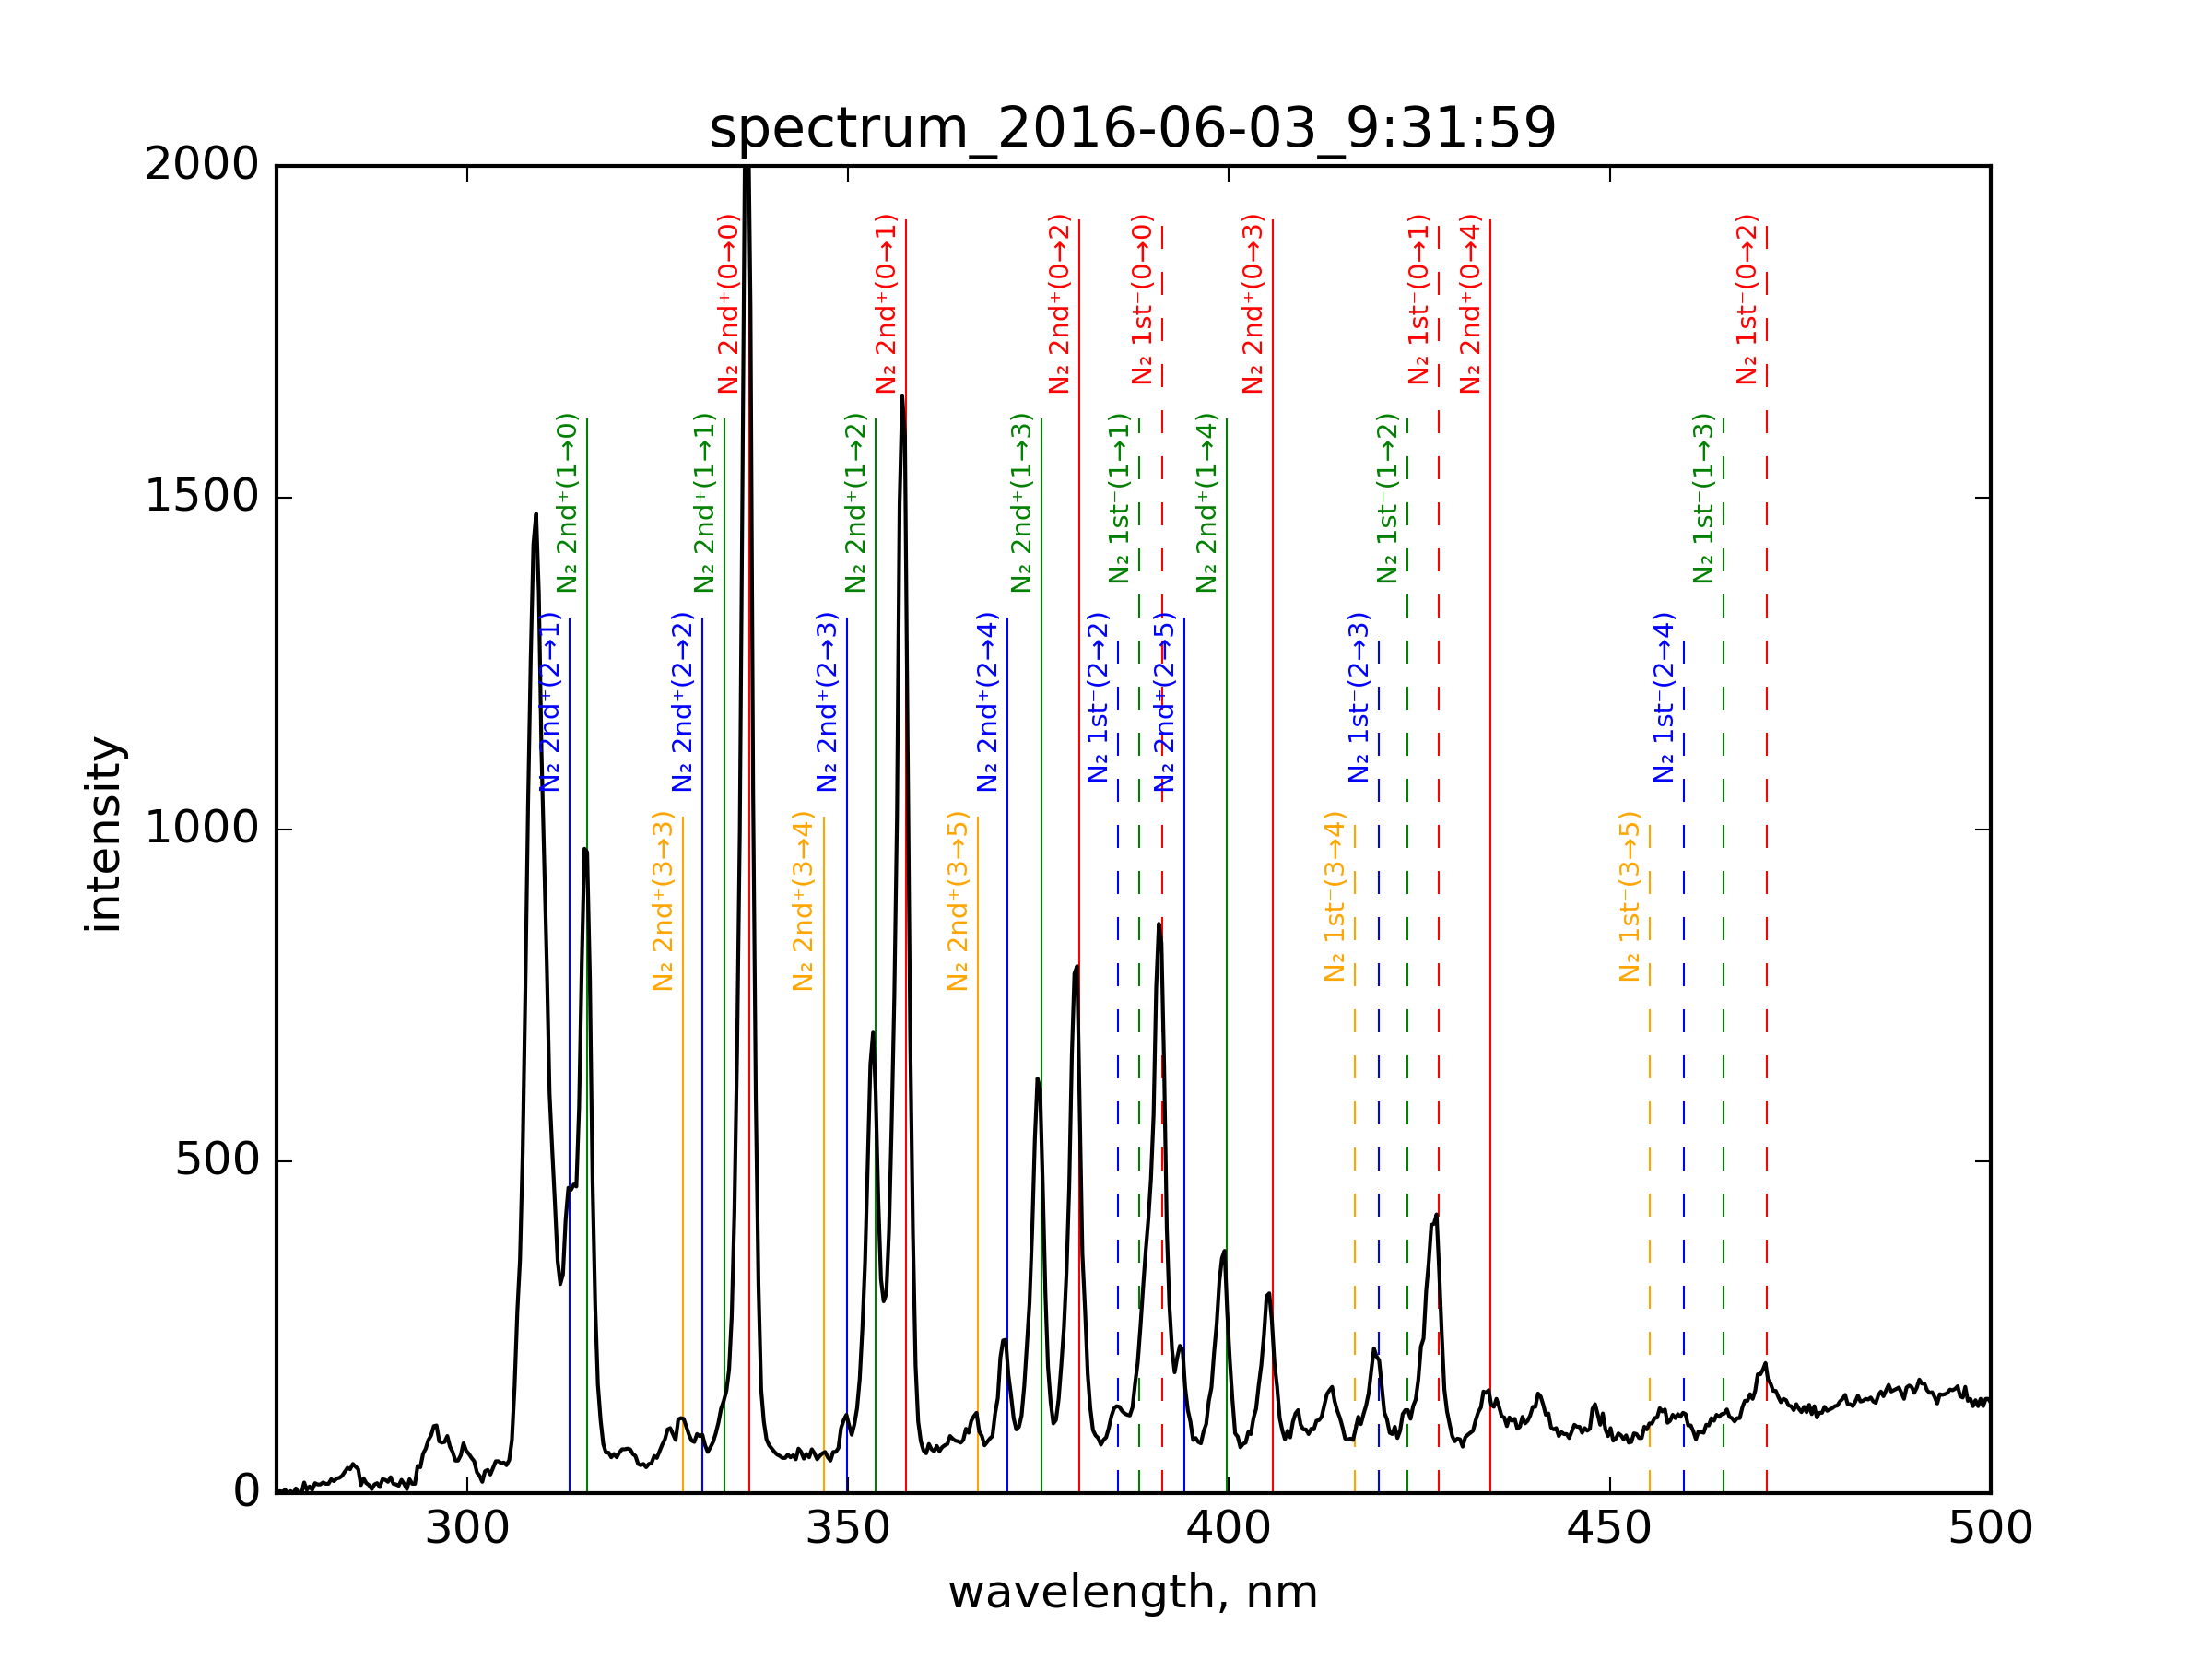 spectrum_2016-06-03_9:31:59
2000
1500
1000
500
0
intensity
N₂ 2nd⁺(0→0)
N₂ 2nd⁺(0→1)
N₂ 2nd⁺(0→2)
N₂ 1st⁻(0→0)
N₂ 2nd⁺(0→3)
N₂ 1st⁻(0→1)
N₂ 2nd⁺(0→4)
N₂ 1st⁻(0→2)
N₂ 2nd⁺(1→0)
N₂ 2nd⁺(1→1)
N₂ 2nd⁺(1→2)
N₂ 2nd⁺(1→3)
N₂ 1st⁻(1→1)
N₂ 2nd⁺(1→4)
N₂ 1st⁻(1→2)
N₂ 1st⁻(1→3)
N₂ 2nd⁺(2→1)
N₂ 2nd⁺(2→2)
N₂ 2nd⁺(2→3)
N₂ 2nd⁺(2→4)
N₂ 1st⁻(2→2)
N₂ 2nd⁺(2→5)
N₂ 1st⁻(2→3)
N₂ 1st⁻(2→4)
N₂ 2nd⁺(3→3)
N₂ 2nd⁺(3→4)
N₂ 2nd⁺(3→5)
N₂ 1st⁻(3→4)
N₂ 1st⁻(3→5)
300 350 400 450 500
wavelength, nm